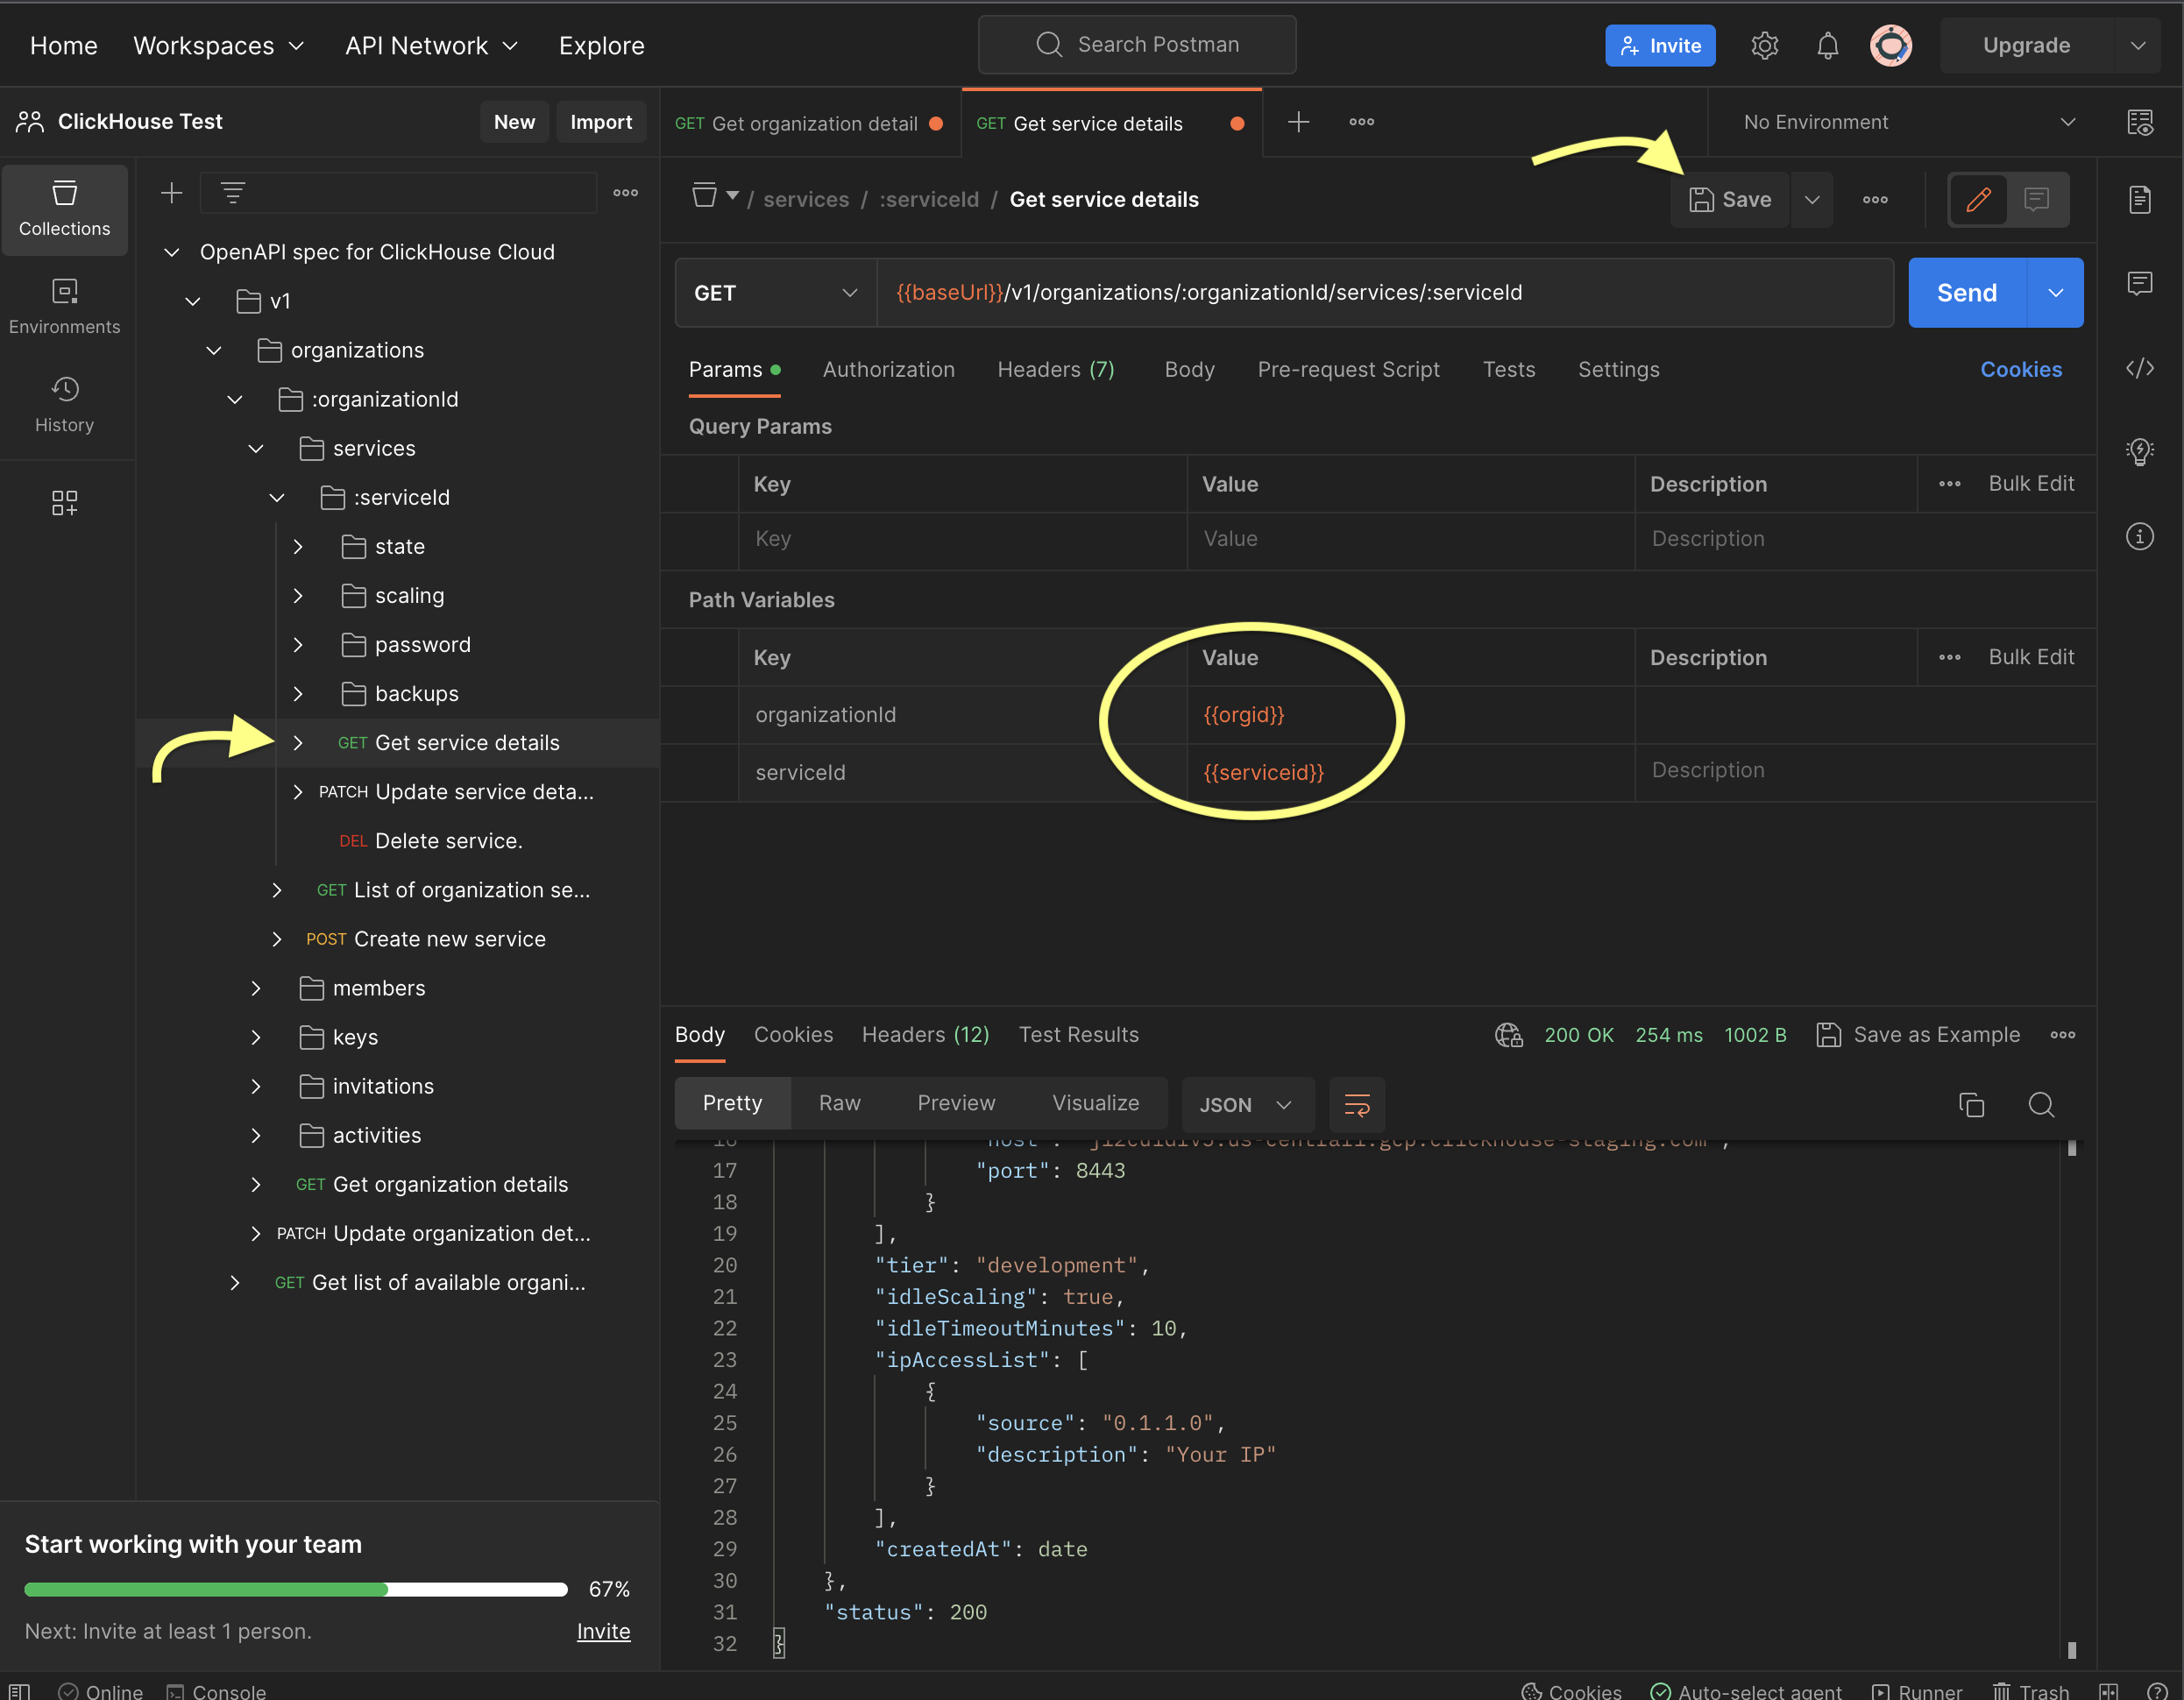 Home Workspaces API Network Explore Search Postman Invite Upgrade
ClickHouse Test New Import
GET Get organization detail GET Get service details No Environment
Collections
Environments
History
OpenAPI spec for ClickHouse Cloud
v1
organizations
:organizationId
services
:serviceId
state
scaling
password
backups
GET Get service details
PATCH Update service deta...
DEL Delete service.
GET List of organization se...
POST Create new service
members
keys
invitations
activities
GET Get organization details
PATCH Update organization det...
GET Get list of available organi...
Start working with your team
67%
Next: Invite at least 1 person. Invite
/ services / :serviceId / Get service details Save
GET {{baseUrl}}/v1/organizations/:organizationId/services/:serviceId Send
Params Authorization Headers (7) Body Pre-request Script Tests Settings Cookies
Query Params
Key Value Description Bulk Edit
Key Value Description
Path Variables
Key Value Description Bulk Edit
organizationId {{orgid}}
serviceId {{serviceid}} Description
Body Cookies Headers (12) Test Results 200 OK 254 ms 1002 B Save as Example
Pretty Raw Preview Visualize JSON
17 "port": 8443
18 }
19 ],
20 "tier": "development",
21 "idleScaling": true,
22 "idleTimeoutMinutes": 10,
23 "ipAccessList": [
24 {
25 "source": "0.1.1.0",
26 "description": "Your IP"
27 }
28 ],
29 "createdAt": date
30 },
31 "status": 200
32 }
Online Console Cookies Auto-select agent Runner Trash